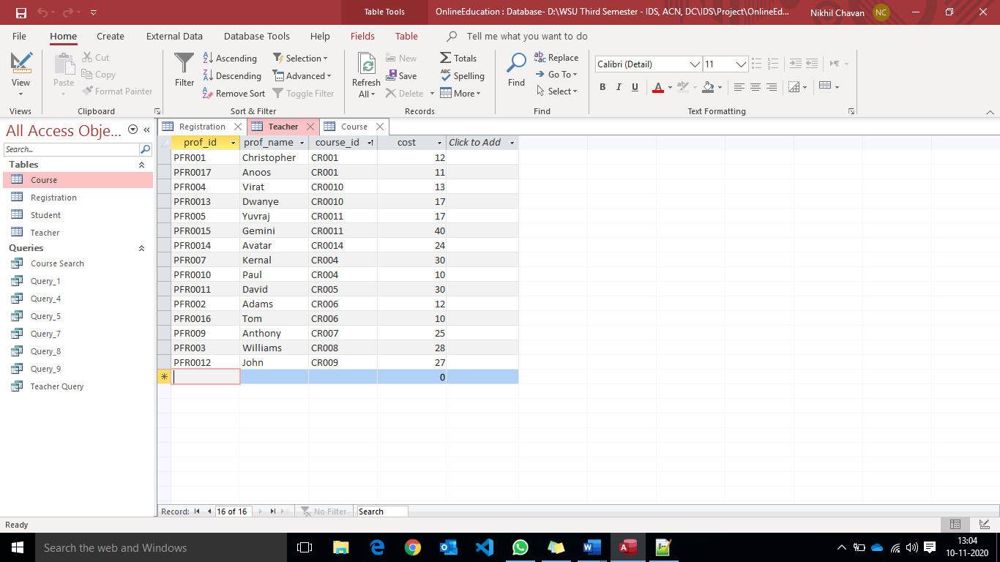 Table Tools
OnlineEducation : Database- D:\WSU Third Semester - IDS, ACN, DC\IDS\Project\OnlineEd...
Nikhil Chavan
NC
File Home Create External Data Database Tools Help Fields Table Tell me what you want to do
View
Views
Paste
Cut
Copy
Format Painter
Clipboard
Filter
Ascending
Descending
Remove Sort
Selection
Advanced
Toggle Filter
Sort & Filter
Refresh
All
New
Save
Delete
Totals
Spelling
More
Records
Find
Replace
Go To
Select
Find
Calibri (Detail) 11
B I U
Text Formatting
All Access Obje...
Search...
Tables
Course
Registration
Student
Teacher
Queries
Course Search
Query_1
Query_4
Query_5
Query_7
Query_8
Query_9
Teacher Query
Registration Teacher Course
prof_id prof_name course_id cost Click to Add
PFR001 Christopher CR001 12
PFR0017 Anoos CR001 11
PFR004 Virat CR0010 13
PFR0013 Dwanye CR0010 17
PFR005 Yuvraj CR0011 17
PFR0015 Gemini CR0011 40
PFR0014 Avatar CR0014 24
PFR007 Kernal CR004 30
PFR0010 Paul CR004 10
PFR0011 David CR005 30
PFR002 Adams CR006 12
PFR0016 Tom CR006 10
PFR009 Anthony CR007 25
PFR003 Williams CR008 28
PFR0012 John CR009 27
0
Record: 16 of 16 No Filter Search
Ready
Search the web and Windows
13:04
10-11-2020